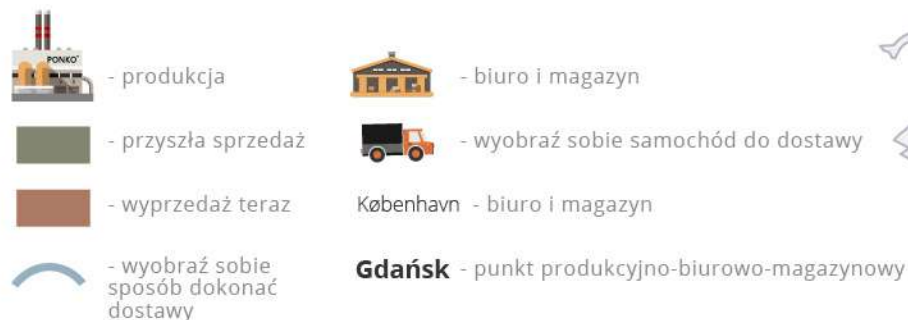 PONKO
- produkcja
- przyszła sprzedaż
- wyprzedaż teraz
- wyobraź sobie
sposób dokonać
dostawy
- biuro i magazyn
- wyobraź sobie samochód do dostawy
København - biuro i magazyn
Gdańsk - punkt produkcyjno-biurowo-magazynowy